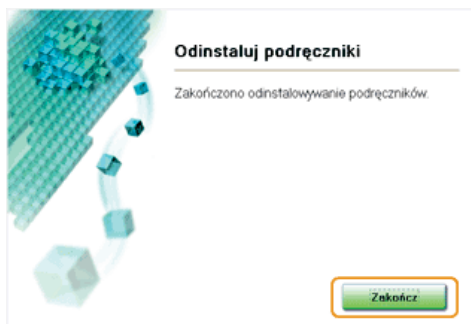 Odinstaluj podręczniki
Zakończono odinstalowywanie podręczników.
Zakończ